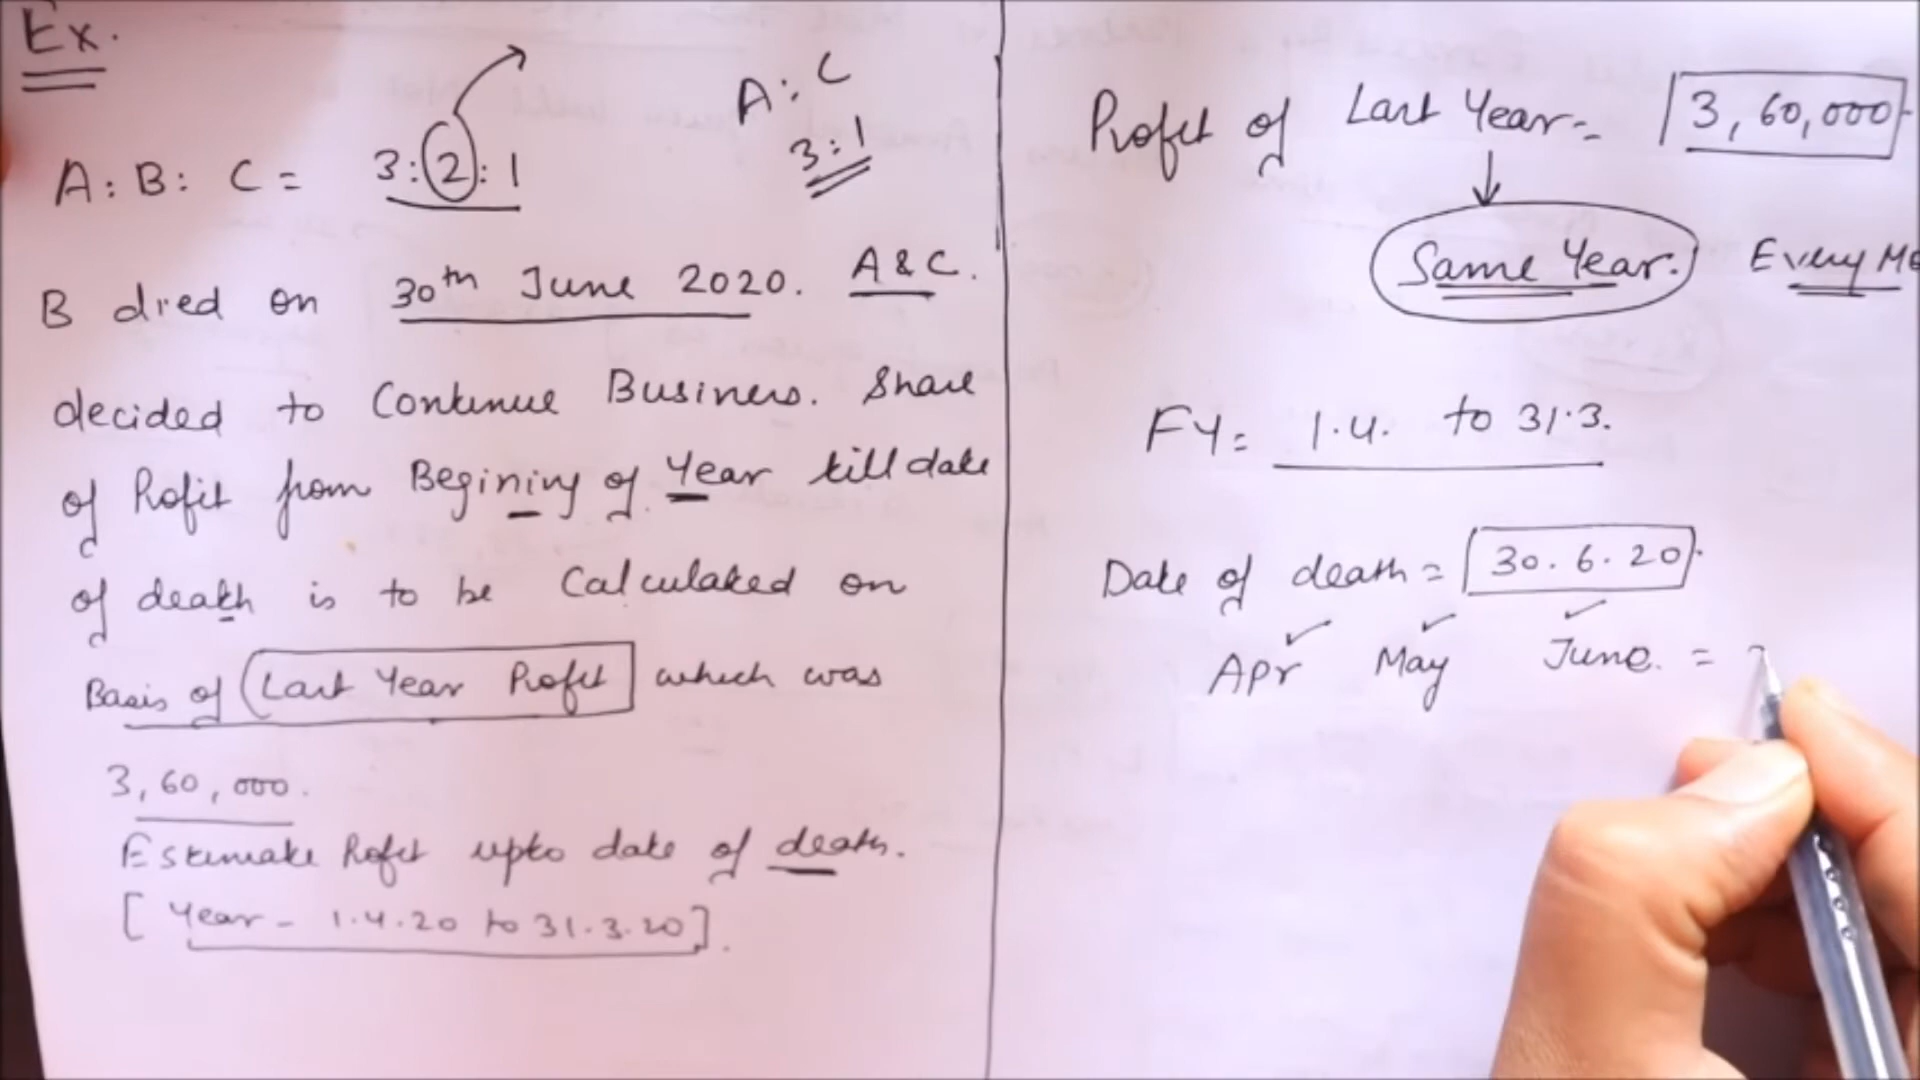 Ex.
A : B : C = 3 : 2 : 1
A : C
3 : 1
B died on 30th June 2020. A & C.
decided to Continue Business. Share
of Profit from Begining of Year till date
of death is to be Calculated on
Basis of Last Year Profit which was
3,60,000.
Estimate Profit upto date of death.
[Year - 1.4.20 to 31.3.20].
Profit of Last Year = 3,60,000
Same Year. Every
FY = 1.4. to 31.3.
Date of death = 30.6.20.
Apr May June. =